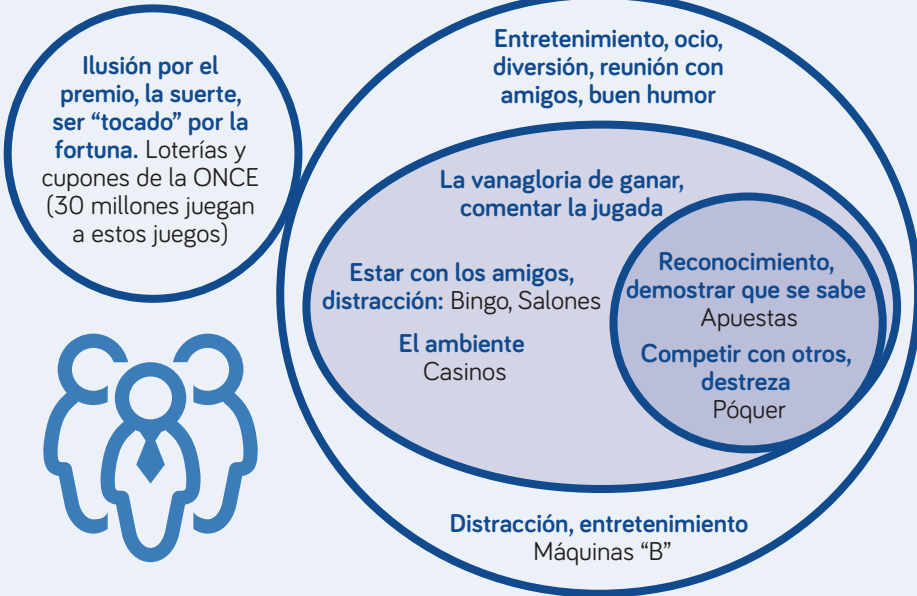 Ilusión por el
premio, la suerte,
ser “tocado” por la
fortuna. Loterías y
cupones de la ONCE
(30 millones juegan
a estos juegos)
Entretenimiento, ocio,
diversión, reunión con
amigos, buen humor
La vanagloria de ganar,
comentar la jugada
Estar con los amigos,
distracción: Bingo, Salones
El ambiente
Casinos
Reconocimiento,
demostrar que se sabe
Apuestas
Competir con otros,
destreza
Póquer
Distracción, entretenimiento
Máquinas “B”